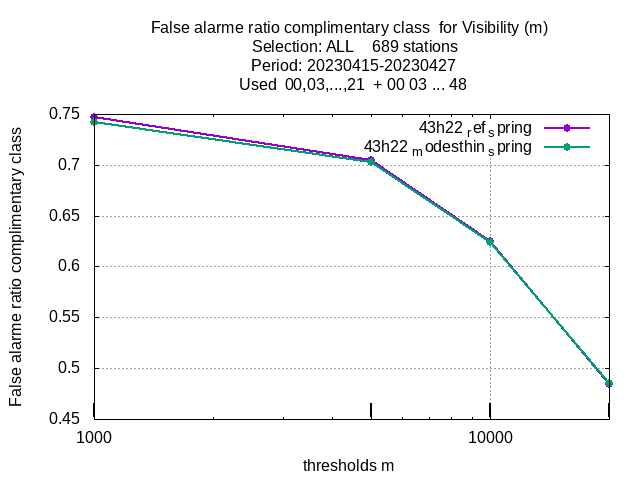 False alarme ratio complimentary class  for Visibility (m)
Selection: ALL    689 stations
Period: 20230415-20230427
Used  00,03,...,21  + 00 03 ... 48
43h22 ref spring
43h22 modesthin spring
False alarme ratio complimentary class
0.75
0.7
0.65
0.6
0.55
0.5
0.45
1000
10000
thresholds m